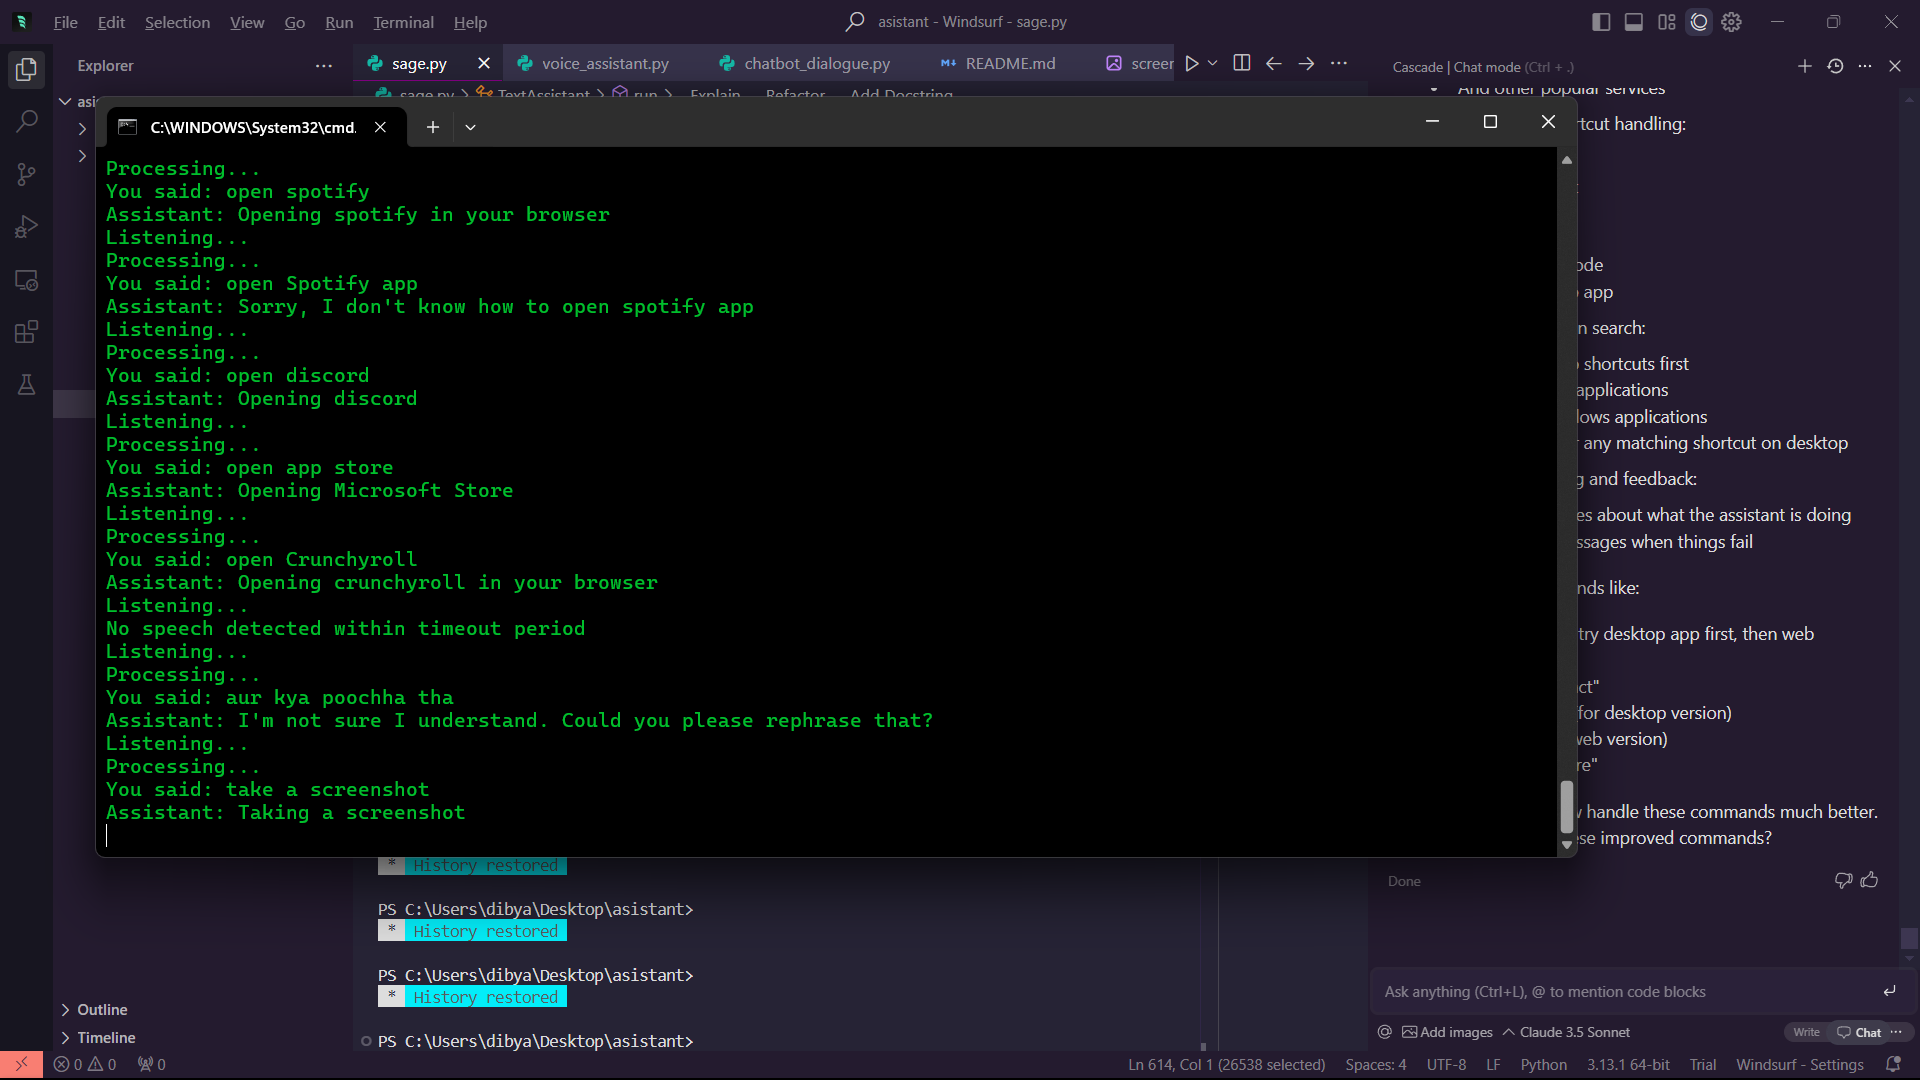 File Edit Selection View Go Run Terminal Help
asistant - Windsurf - sage.py
Explorer
sage.py
voice_assistant.py
chatbot_dialogue.py
README.md
screer
Cascade | Chat mode (Ctrl + .)
sage.py > TextAssistant > run > Explain Refactor Add Docstring
C:\WINDOWS\System32\cmd.
Processing...
You said: open spotify
Assistant: Opening spotify in your browser
Listening...
Processing...
You said: open Spotify app
Assistant: Sorry, I don't know how to open spotify app
Listening...
Processing...
You said: open discord
Assistant: Opening discord
Listening...
Processing...
You said: open app store
Assistant: Opening Microsoft Store
Listening...
Processing...
You said: open Crunchyroll
Assistant: Opening crunchyroll in your browser
Listening...
No speech detected within timeout period
Listening...
Processing...
You said: aur kya poochha tha
Assistant: I'm not sure I understand. Could you please rephrase that?
Listening...
Processing...
You said: take a screenshot
Assistant: Taking a screenshot
And other popular services
tcut handling:
ode
app
n search:
shortcuts first
applications
lows applications
any matching shortcut on desktop
g and feedback:
es about what the assistant is doing
ssages when things fail
nds like:
try desktop app first, then web
ct"
(for desktop version)
veb version)
re"
handle these commands much better.
se improved commands?
Done
* History restored
PS C:\Users\dibya\Desktop\asistant>
* History restored
PS C:\Users\dibya\Desktop\asistant>
* History restored
PS C:\Users\dibya\Desktop\asistant>
Outline
Timeline
Ask anything (Ctrl+L), @ to mention code blocks
Add images Claude 3.5 Sonnet
Write Chat
0 0 0
Ln 614, Col 1 (26538 selected) Spaces: 4 UTF-8 LF Python 3.13.1 64-bit Trial Windsurf - Settings